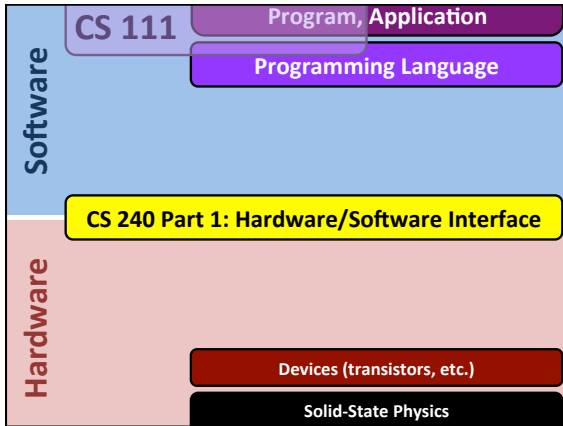 CS 111
Program, Application
Programming Language
Software
CS 240 Part 1: Hardware/Software Interface
Hardware
Devices (transistors, etc.)
Solid-State Physics